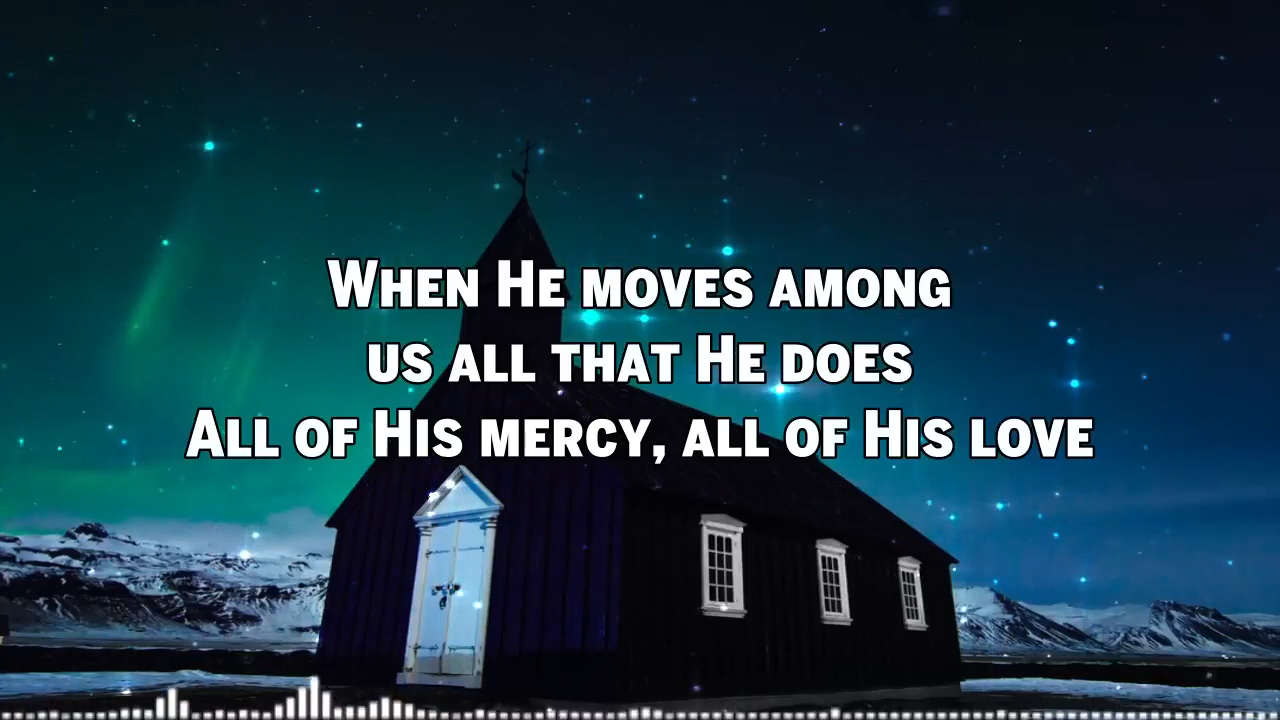 When He moves among
us all that He does
All of His mercy, all of His love